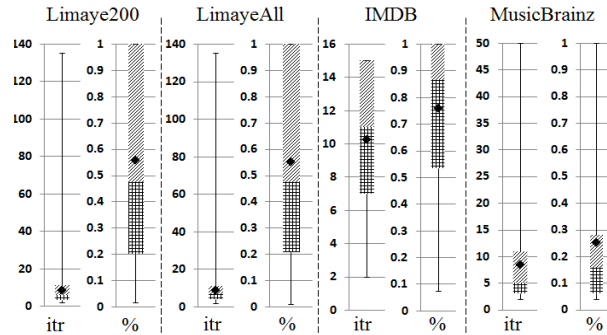 Limaye200 LimayeAll IMDB MusicBrainz
140 1 140 1 16 1 50 1
120 0.9 120 0.9 14 0.9 45 0.9
100 0.8 100 0.8 12 0.8 40 0.8
80 0.7 80 0.7 10 0.7 35 0.7
60 0.6 60 0.6 8 0.6 30 0.6
40 0.5 40 0.5 6 0.5 25 0.5
20 0.4 20 0.4 4 0.4 20 0.4
0 0.3 0 0.3 2 0.3 15 0.3
0.2 0.2 0 0.2 10 0.2
0.1 0.1 0.1 5 0.1
0 0 0 0 0
itr % itr % itr % itr %